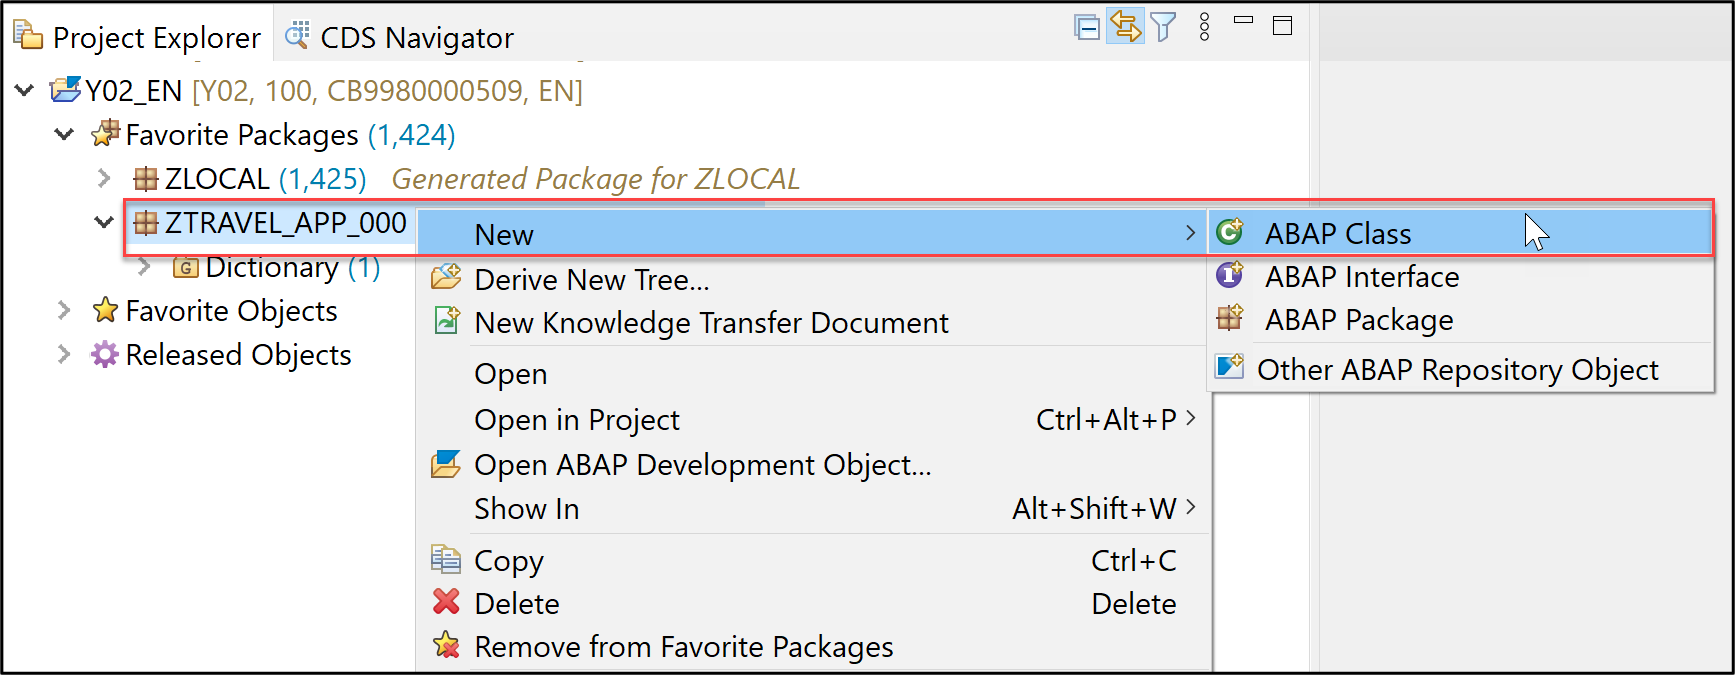 Project Explorer CDS Navigator
Y02_EN [Y02, 100, CB9980000509, EN]
Favorite Packages (1,424)
ZLOCAL (1,425) Generated Package for ZLOCAL
ZTRAVEL_APP_000
Dictionary (1)
Favorite Objects
Released Objects
New
Derive New Tree...
New Knowledge Transfer Document
Open
Open in Project Ctrl+Alt+P
Open ABAP Development Object...
Show In Alt+Shift+W
Copy Ctrl+C
Delete Delete
Remove from Favorite Packages
ABAP Class
ABAP Interface
ABAP Package
Other ABAP Repository Object